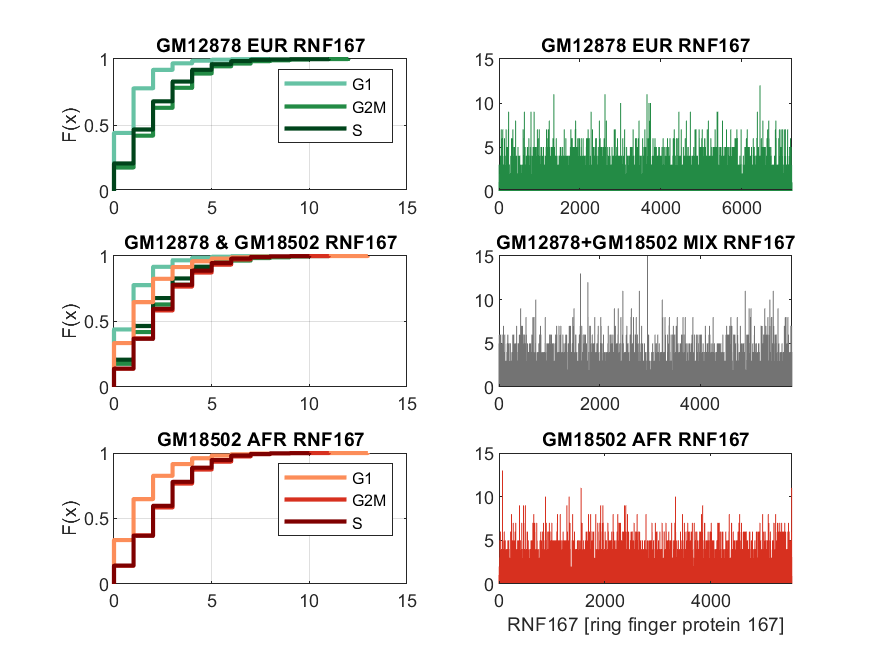 GM12878 EUR RNF167
1
0.5
0
F(x)
0 5 10 15
G1
G2M
S
GM12878 EUR RNF167
15
10
5
0
0 2000 4000 6000
GM12878 & GM18502 RNF167
1
0.5
0
F(x)
0 5 10 15
GM12878+GM18502 MIX RNF167
15
10
5
0
0 2000 4000
GM18502 AFR RNF167
1
0.5
0
F(x)
0 5 10 15
G1
G2M
S
GM18502 AFR RNF167
15
10
5
0
0 2000 4000
RNF167 [ring finger protein 167]